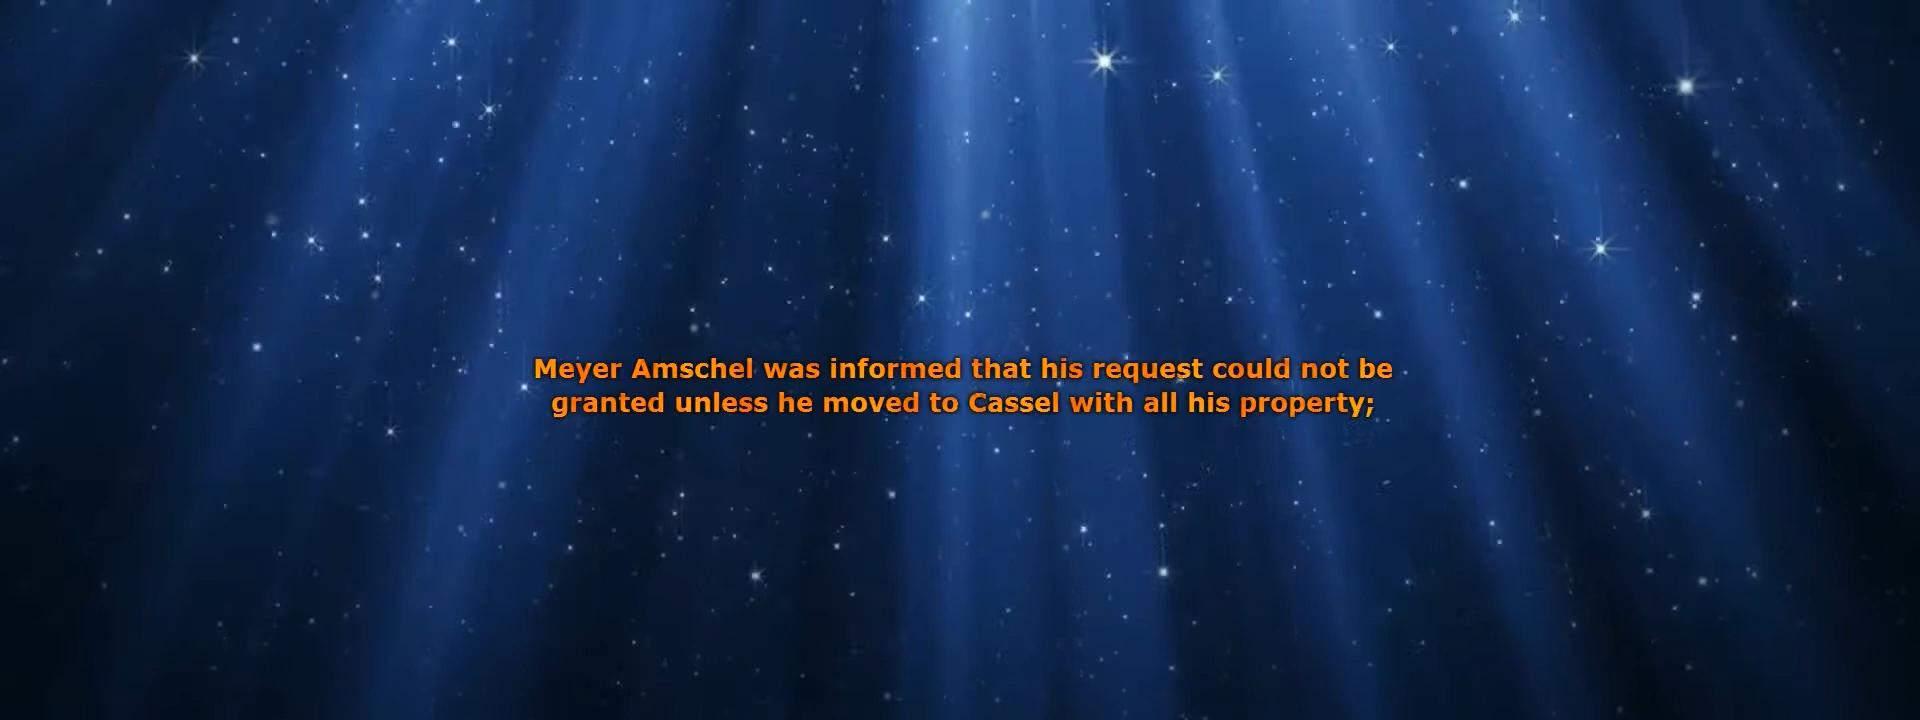 Meyer Amschel was informed that his request could not be
granted unless he moved to Cassel with all his property;